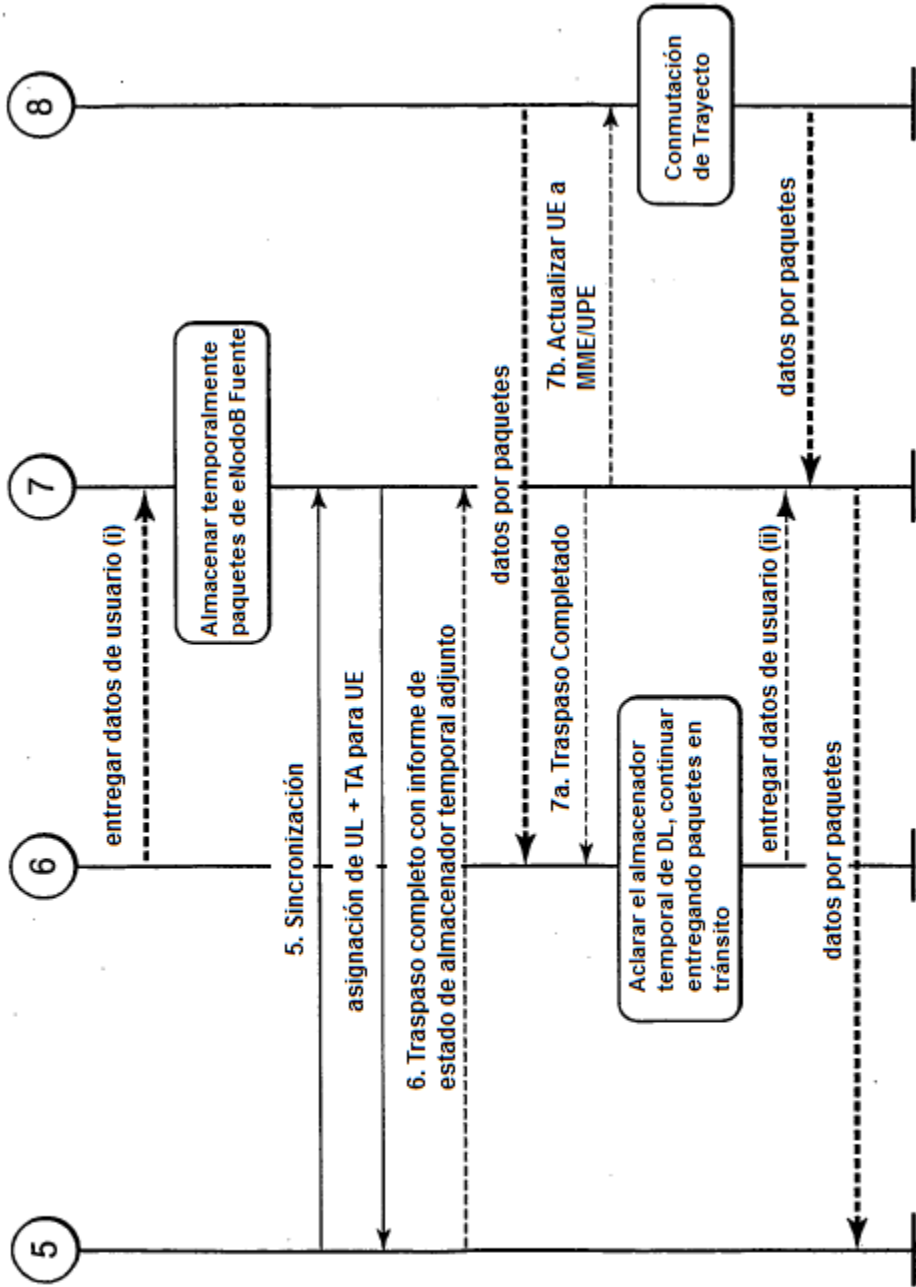 5
6
7
8
entregar datos de usuario (i)
Almacenar temporalmente
paquetes de eNodoB Fuente
5. Sincronización
asignación de UL + TA para UE
6. Traspaso completo con informe de
estado de almacenador temporal adjunto
datos por paquetes
7a. Traspaso Completado
7b. Actualizar UE a
MME/UPE
Aclarar el almacenador
temporal de DL, continuar
entregando paquetes en
tránsito
Conmutación
de Trayecto
entregar datos de usuario (ii)
datos por paquetes
datos por paquetes